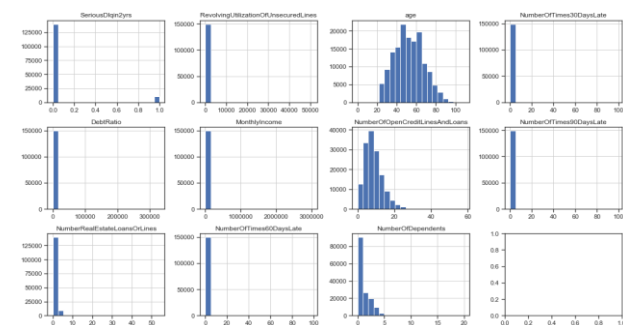 SeriousDlqin2yrs RevolvingUtilizationOfUnsecuredLines age NumberOfTimes30DaysLate
125000 100000 75000 50000 25000 0
0.0 0.2 0.4 0.6 0.8 1.0
150000 100000 50000 0
0 10000 20000 30000 40000 50000
20000 15000 10000 5000 0
0 20 40 60 80 100
150000 100000 50000 0
0 20 40 60 80 100
DebtRatio MonthlyIncome NumberOfOpenCreditLinesAndLoans NumberOfTimes90DaysLate
150000 100000 50000 0
0 100000 200000 300000
150000 100000 50000 0
0 1000000 2000000 3000000
40000 30000 20000 10000 0
0 20 40 60
150000 100000 50000 0
0 20 40 60 80 100
NumberRealEstateLoansOrLines NumberOfTimes60DaysLate NumberOfDependents
125000 100000 75000 50000 25000 0
0 10 20 30 40 50
150000 100000 50000 0
0 20 40 60 80 100
80000 60000 40000 20000 0
0 5 10 15 20
1.0 0.8 0.6 0.4 0.2 0.0
0.0 0.2 0.4 0.6 0.8 1.0